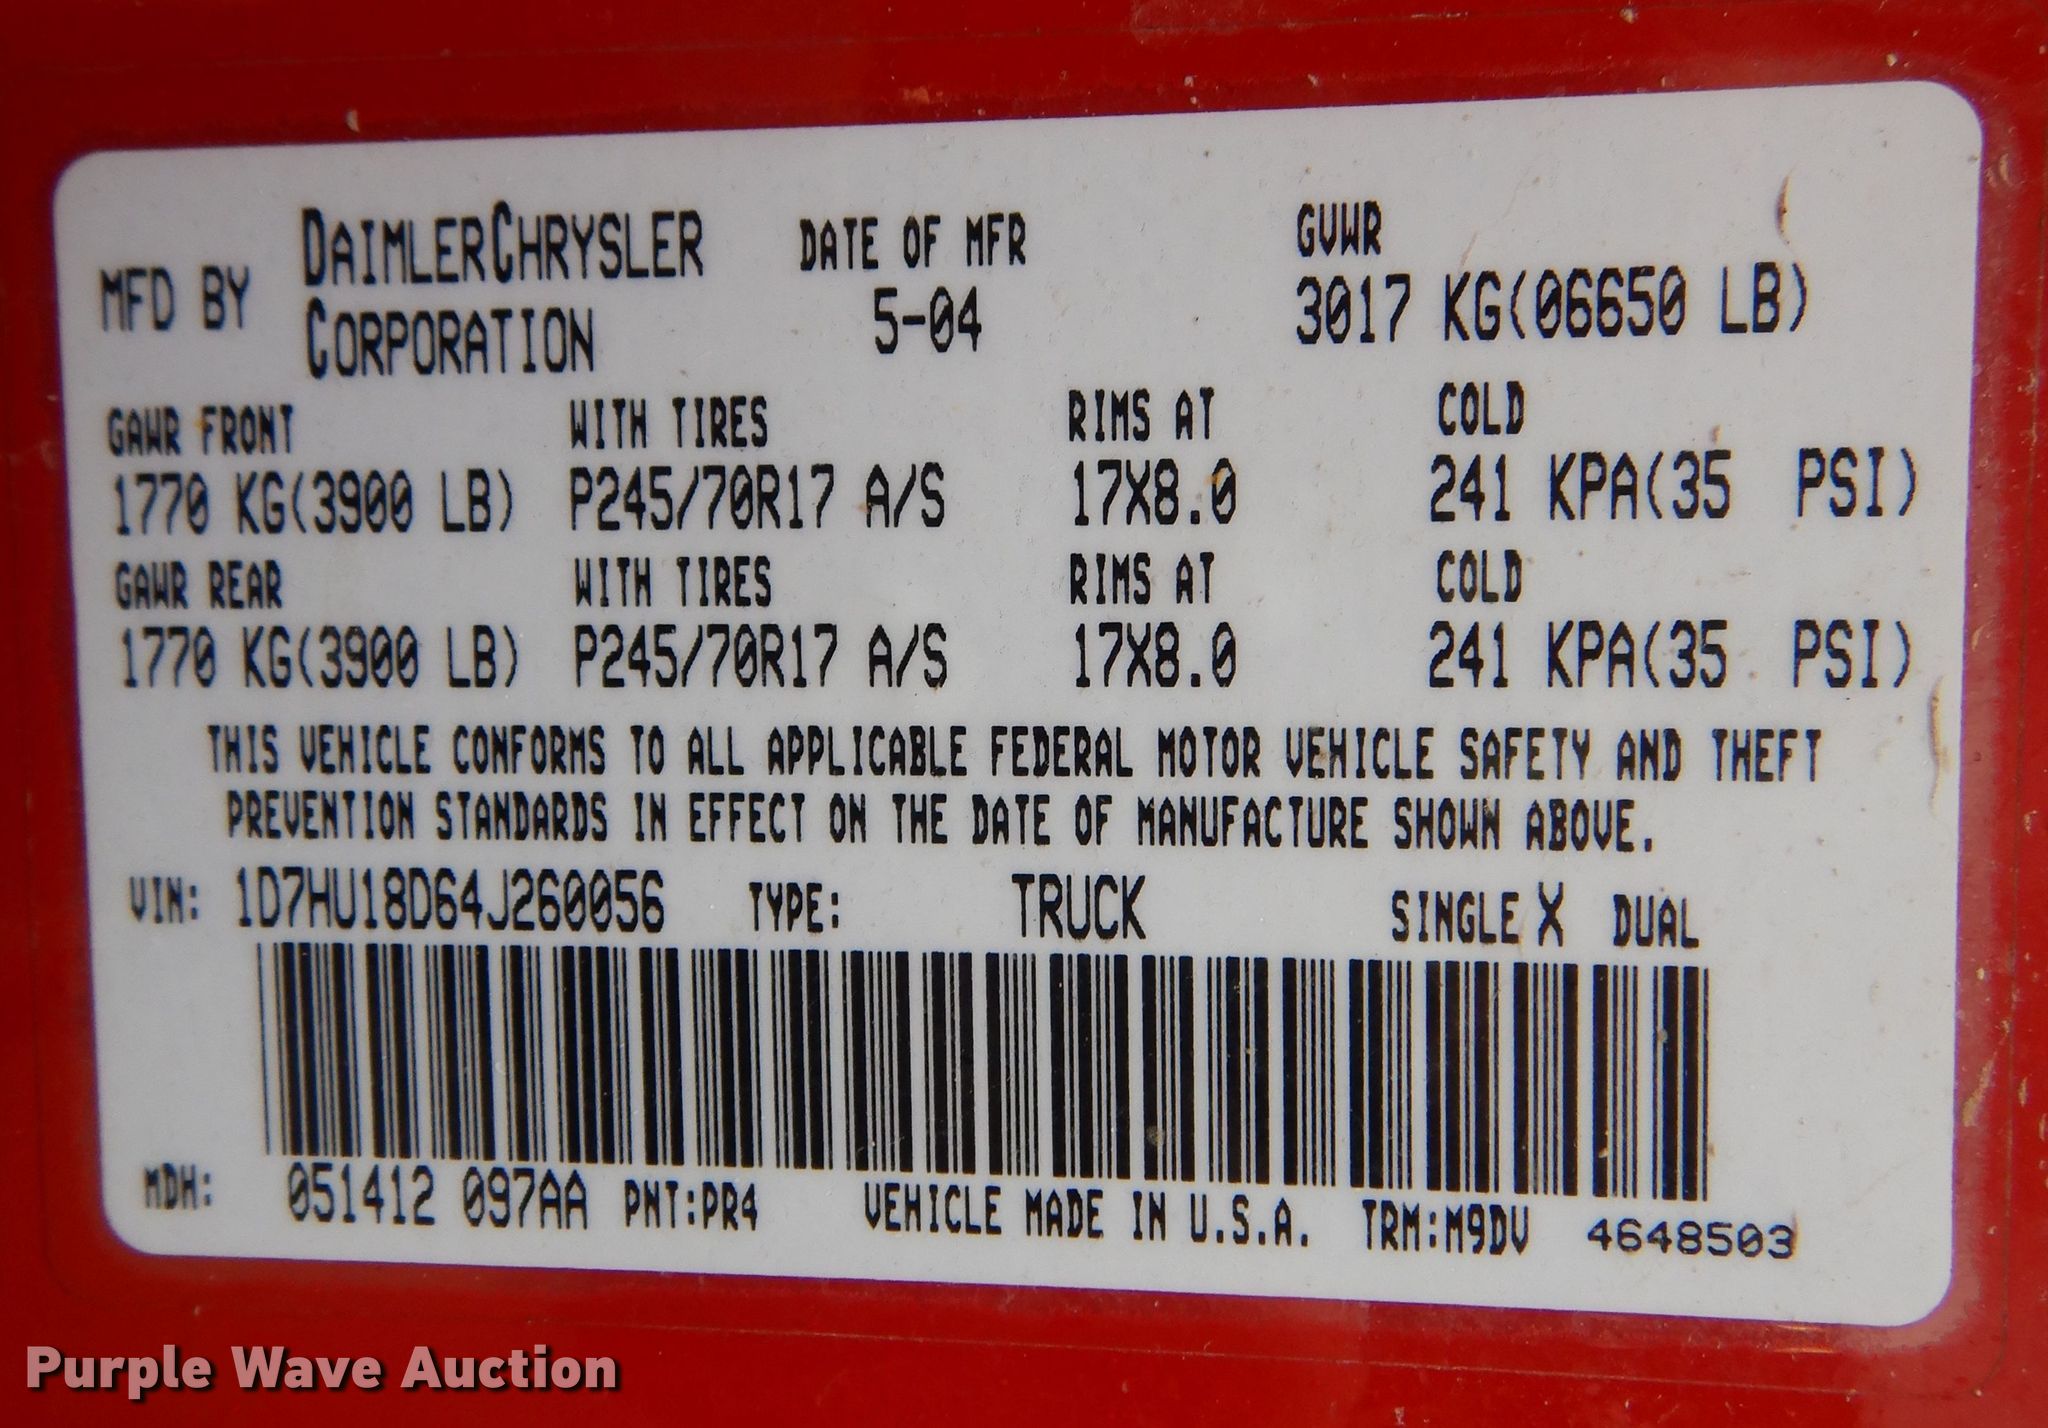 MFD BY DAIMLERCHRYSLER CORPORATION DATE OF MFR 5-04 GVWR 3017 KG(06650 LB)
GAWR FRONT WITH TIRES RIMS AT COLD
1770 KG(3900 LB) P245/70R17 A/S 17X8.0 241 KPA(35 PSI)
GAWR REAR WITH TIRES RIMS AT COLD
1770 KG(3900 LB) P245/70R17 A/S 17X8.0 241 KPA(35 PSI)
THIS VEHICLE CONFORMS TO ALL APPLICABLE FEDERAL MOTOR VEHICLE SAFETY AND THEFT
PREVENTION STANDARDS IN EFFECT ON THE DATE OF MANUFACTURE SHOWN ABOVE.
VIN: 1D7HU18D64J260056 TYPE: TRUCK SINGLE X DUAL
MDH: 051412 097AA PNT:PR4 VEHICLE MADE IN U.S.A. TRM:M9DV 4648503
Purple Wave Auction